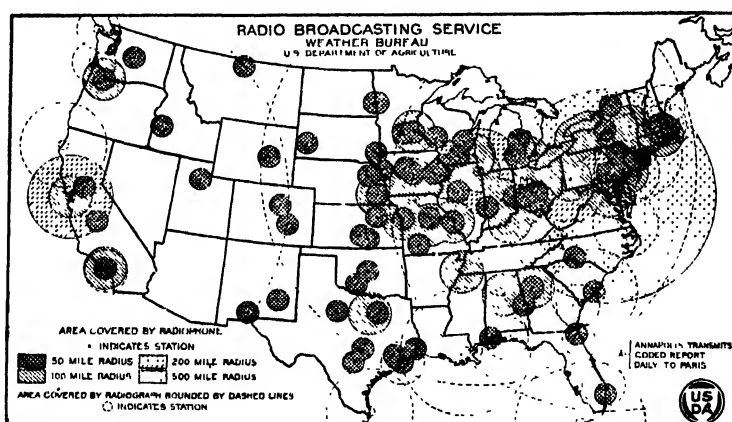 RADIO BROADCASTING SERVICE
WEATHER BUREAU
U.S. DEPARTMENT OF AGRICULTURE
AREA COVERED BY RADIOPHONE
• INDICATES STATION
50 MILE RADIUS
200 MILE RADIUS
100 MILE RADIUS
500 MILE RADIUS
AREA COVERED BY RADIOGRAPH BOUNDED BY DASHED LINES
INDICATES STATION
ANNAPOLIS TRANSMITS
CODED REPORT
DAILY TO PARIS
US
DA